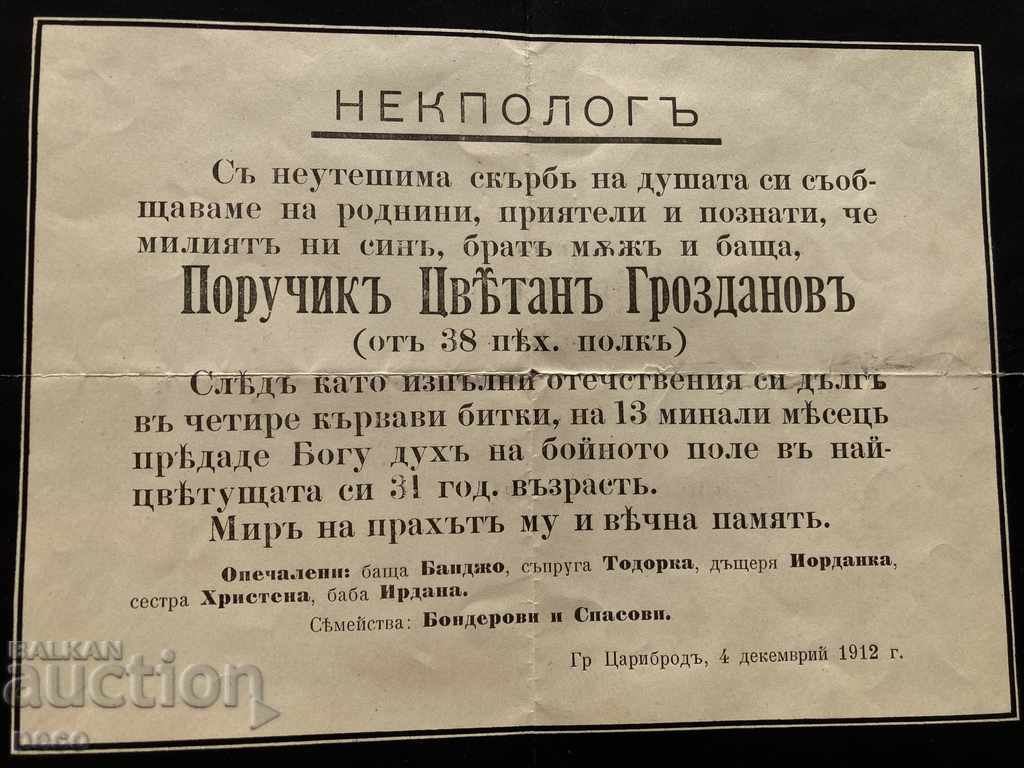 НЕКПОЛОГЪ
Съ неутешима скърбь на душата си съоб-
щаваме на роднини, приятели и познати, че
милиятъ ни синъ, братъ мѫжъ и баща,
Поручикъ Цвѣтанъ Гроздановъ
(отъ 38 пѣх. полкъ)
Слѣдъ като изпълни отечествения си дългъ
въ четире кървави битки, на 13 минали мѣсець
прѣдаде Богу духъ на бойното поле въ най-
цвѣтущата си 31 год. възрасть.
Миръ на прахътъ му и вѣчна память.
Опечалени: баща Банджо, съпруга Тодорка, дъщеря Иорданка,
сестра Христена, баба Ирдана.
Сѣмейства: Бондерови и Спасови.
Гр Царибродъ, 4 декемврий 1912 г.
BALKAN
auction
poso